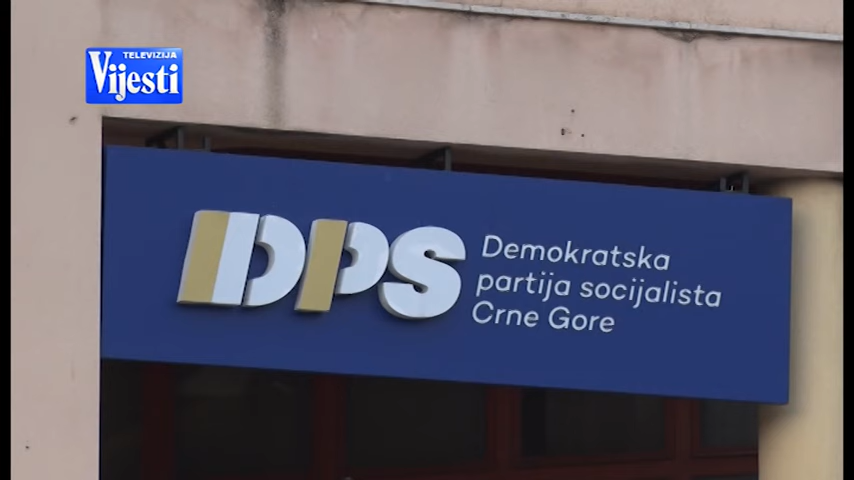 TELEVIZIJA
Vijesti
DPS
Demokratska
partija socijalista
Crne Gore